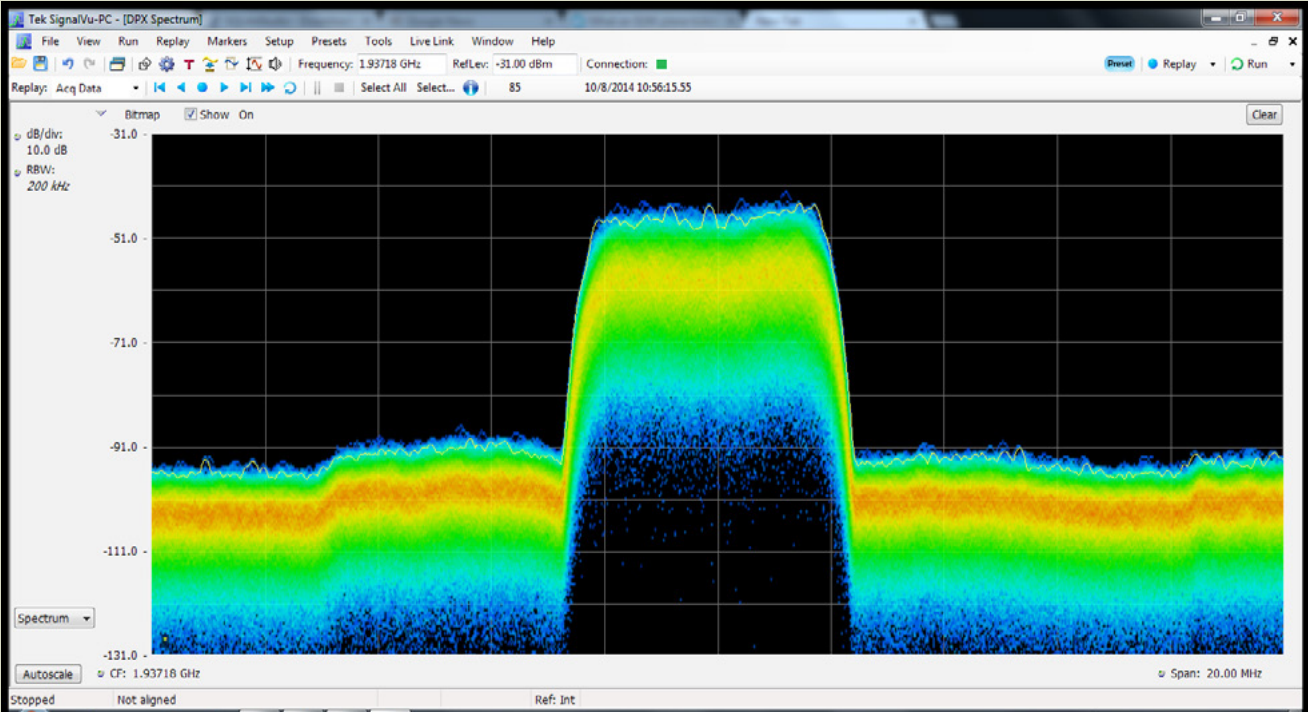 Tek SignalVu-PC - [DPX Spectrum]
File View Run Replay Markers Setup Presets Tools Live Link Window Help
Frequency: 1.93718 GHz RefLev: -31.00 dBm Connection: Preset Replay Run
Replay: Acq Data Select All Select... 85 10/8/2014 10:56:15.55
Bitmap Show On Clear
dB/div:
10.0 dB
RBW:
200 kHz
-31.0
-51.0
-71.0
-91.0
-111.0
-131.0
Spectrum
Autoscale CF: 1.93718 GHz Span: 20.00 MHz
Stopped Not aligned Ref: Int